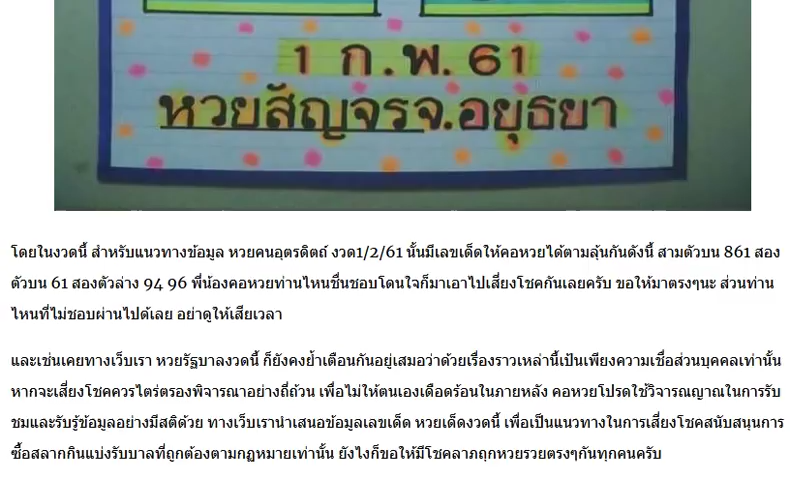 1 ก.พ. 61
หวยสัญจรจ.อยุธยา
โดยในงวดนี้ สำหรับแนวทางข้อมูล หวยคนอุตรดิตถ์ งวด1/2/61 นั้นมีเลขเด็ดให้คอหวยได้ตามลุ้นกันดังนี้ สามตัวบน 861 สอง
ตัวบน 61 สองตัวล่าง 94 96 พี่น้องคอหวยท่านไหนชื่นชอบโดนใจก็มาเอาไปเสี่ยงโชคกันเลยครับ ขอให้มาตรงๆนะ ส่วนท่าน
ไหนที่ไม่ชอบผ่านไปด้เลย อย่าดูให้เสียเวลา
และเช่นเคยทางเว็บเรา หวยรัฐบาลงวดนี้ ก็ยังคงย้ำเตือนกันอยู่เสมอว่าด้วยเรื่องราวเหล่านี้เป็นเพียงความเชื่อส่วนบุคคลเท่านั้น
หากจะเสี่ยงโชคควรไตร่ตรองพิจารณาอย่างถี่ถ้วน เพื่อไม่ให้ตนเองเดือดร้อนในภายหลัง คอหวยโปรดใช้วิจารณญาณในการรับ
ชมและรับรู้ข้อมูลอย่างมีสติด้วย ทางเว็บเรานำเสนอข้อมูลเลขเด็ด หวยเด็ดงวดนี้ เพื่อเป็นแนวทางในการเสี่ยงโชคสนับสนุนการ
ซื้อสลากกินแบ่งรับบาลที่ถูกต้องตามกฏหมายเท่านั้น ยังไงก็ขอให้มีโชคลาภถุกหวยรวยตรงๆกันทุกคนครับ